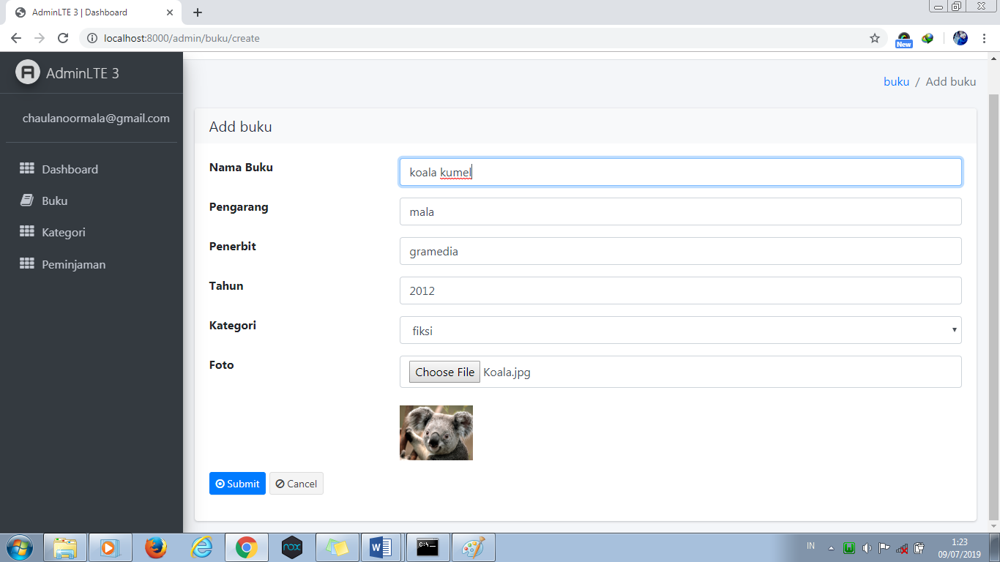 AdminLTE 3 | Dashboard
localhost:8000/admin/buku/create
New
AdminLTE 3
chaulanoormala@gmail.com
Dashboard
Buku
Kategori
Peminjaman
buku / Add buku
Add buku
Nama Buku
koala kumel
Pengarang
mala
Penerbit
gramedia
Tahun
2012
Kategori
fiksi
Foto
Choose File Koala.jpg
Submit
Cancel
nox
IN
1:23
09/07/2019